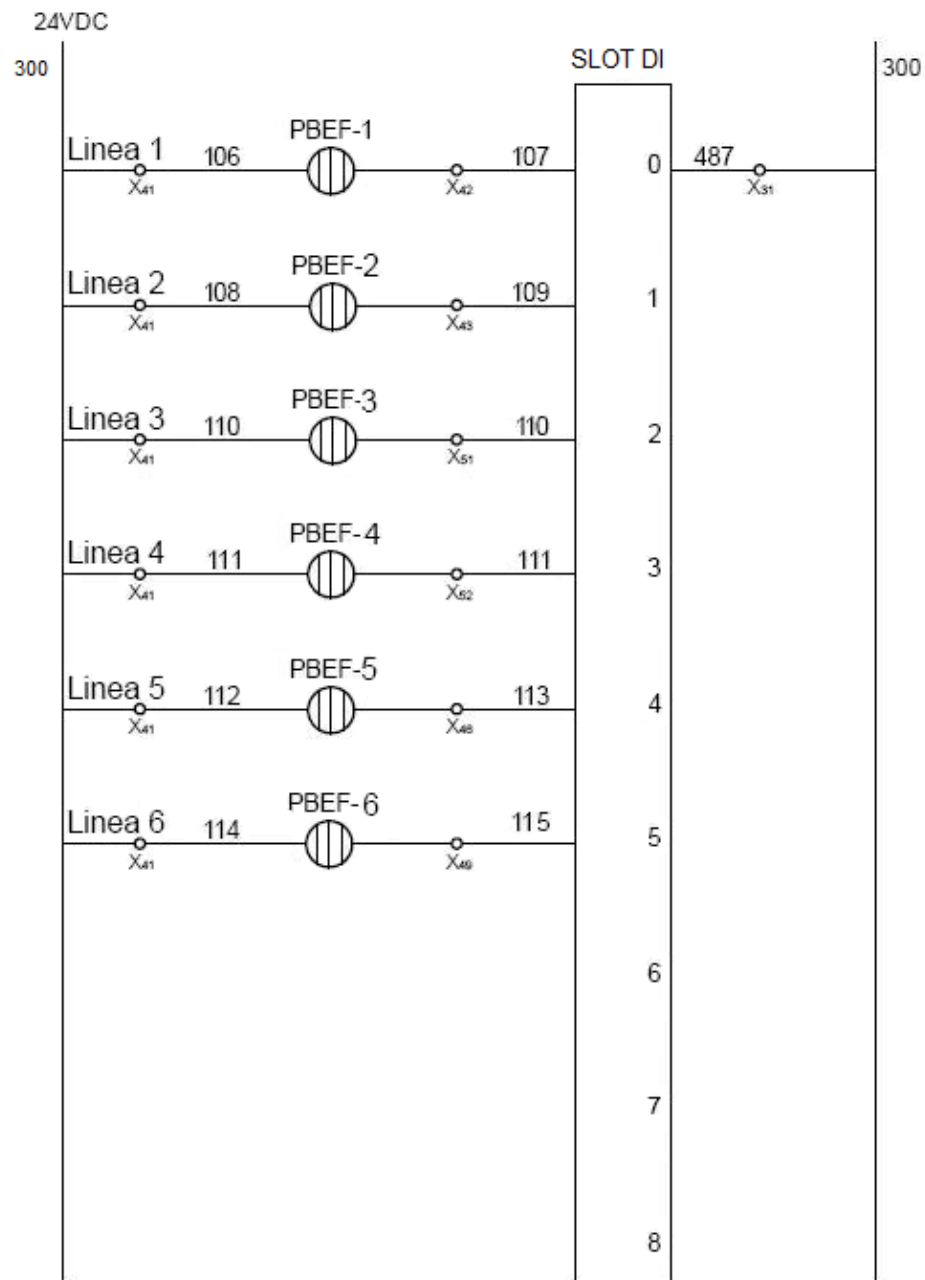 24VDC
300 SLOT DI 300
Linea 1 106 PBEF-1 107 0 487
X41 X42 X31
Linea 2 108 PBEF-2 109 1
X41 X43
Linea 3 110 PBEF-3 110 2
X41 X51
Linea 4 111 PBEF-4 111 3
X41 X52
Linea 5 112 PBEF-5 113 4
X41
Linea 6 114 PBEF-6 115 5
X41 X49
6
7
8